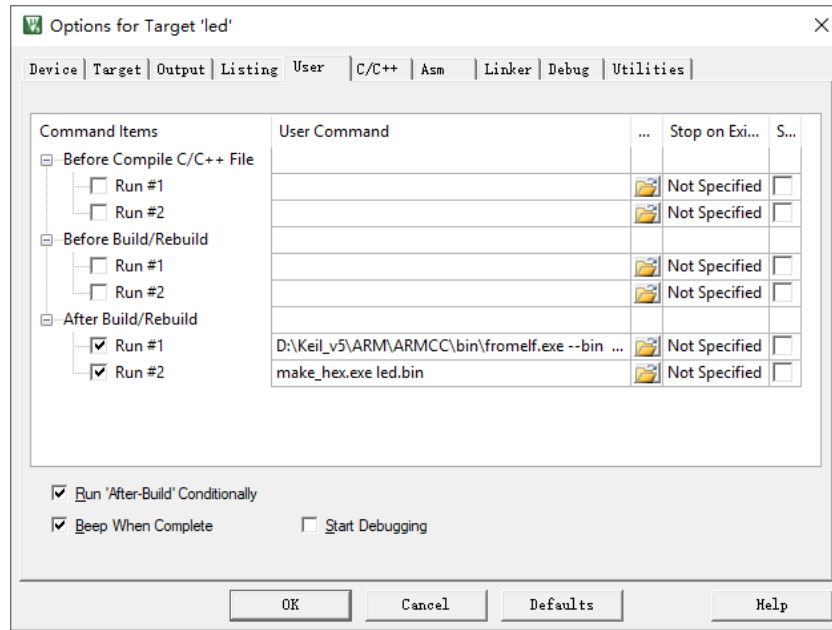 Options for Target 'led'
Device Target Output Listing User C/C++ Asm Linker Debug Utilities
Command Items User Command ... Stop on Exi... S...
Before Compile C/C++ File
Run #1 Not Specified
Run #2 Not Specified
Before Build/Rebuild
Run #1 Not Specified
Run #2 Not Specified
After Build/Rebuild
Run #1 D:\Keil_v5\ARM\ARMCC\bin\fromelf.exe --bin ... Not Specified
Run #2 make_hex.exe led.bin Not Specified
Run 'After-Build' Conditionally
Beep When Complete Start Debugging
OK Cancel Defaults Help